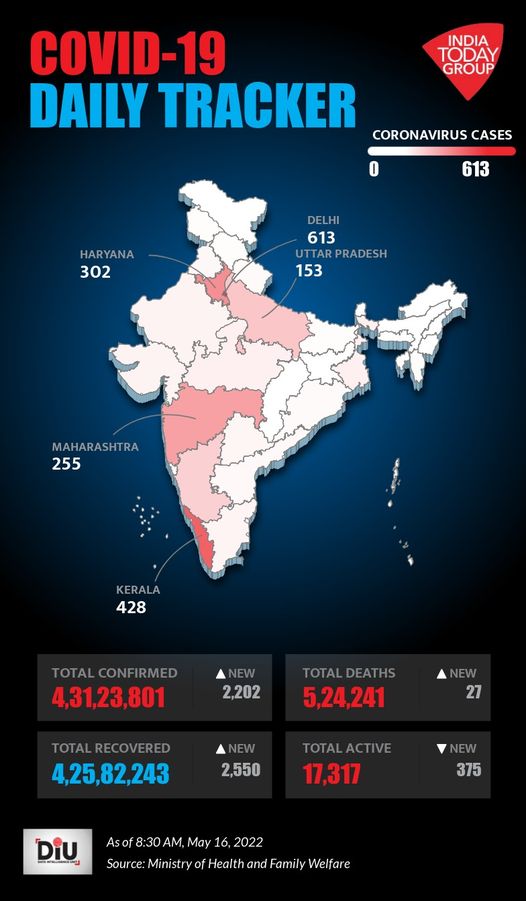 COVID-19
DAILY TRACKER
INDIA
TODAY
GROUP
CORONAVIRUS CASES
0 613
DELHI
613
HARYANA
302
UTTAR PRADESH
153
MAHARASHTRA
255
KERALA
428
TOTAL CONFIRMED ▲ NEW
4,31,23,801 2,202
TOTAL DEATHS ▲ NEW
5,24,241 27
TOTAL RECOVERED ▲ NEW
4,25,82,243 2,550
TOTAL ACTIVE ▼ NEW
17,317 375
DiU
DATA INTELLIGENCE UNIT
As of 8:30 AM, May 16, 2022
Source: Ministry of Health and Family Welfare